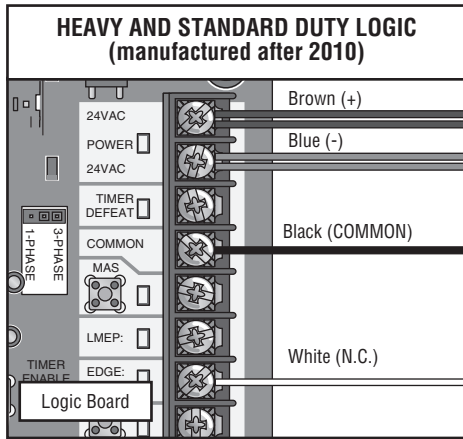 HEAVY AND STANDARD DUTY LOGIC
(manufactured after 2010)
24VAC
POWER
24VAC
TIMER
DEFEAT
COMMON
MAS
LMEP:
EDGE:
TIMER
ENABLE
3-PHASE
1-PHASE
Logic Board
Brown (+)
Blue (-)
Black (COMMON)
White (N.C.)